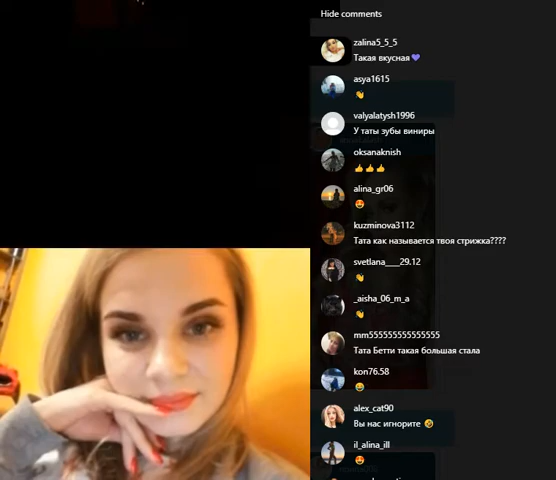 Hide comments
zalina5_5_5
Такая вкусная💜
asya1615
👏
valyalatysh1996
У таты зубы виниры
oksanaknish
👍👍👍
alina_gr06
😍
kuzminova3112
Тата как называется твоя стрижка????
svetlana___29.12
👏
_aisha_06_m_a
👏
mm555555555555555
Тата Бетти такая большая стала
kon76.58
😂
alex_cat90
Вы нас игнорите 🤣
il_alina_ill
😍